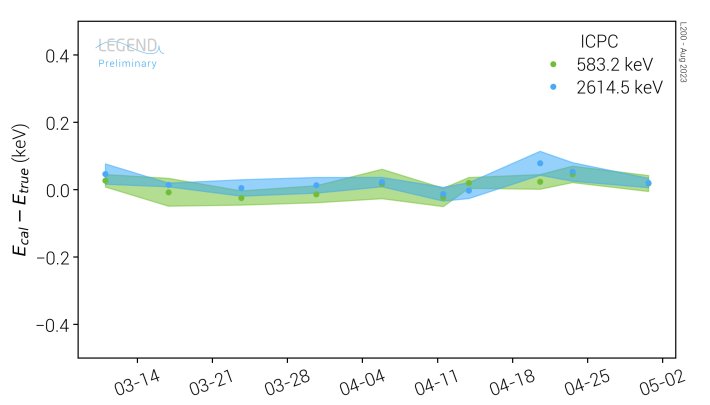 LEGEND
Preliminary
ICPC
583.2 keV
2614.5 keV
L200 - Aug 2023
E_cal − E_true (keV)
0.4
0.2
0.0
−0.2
−0.4
03-14
03-21
03-28
04-04
04-11
04-18
04-25
05-02